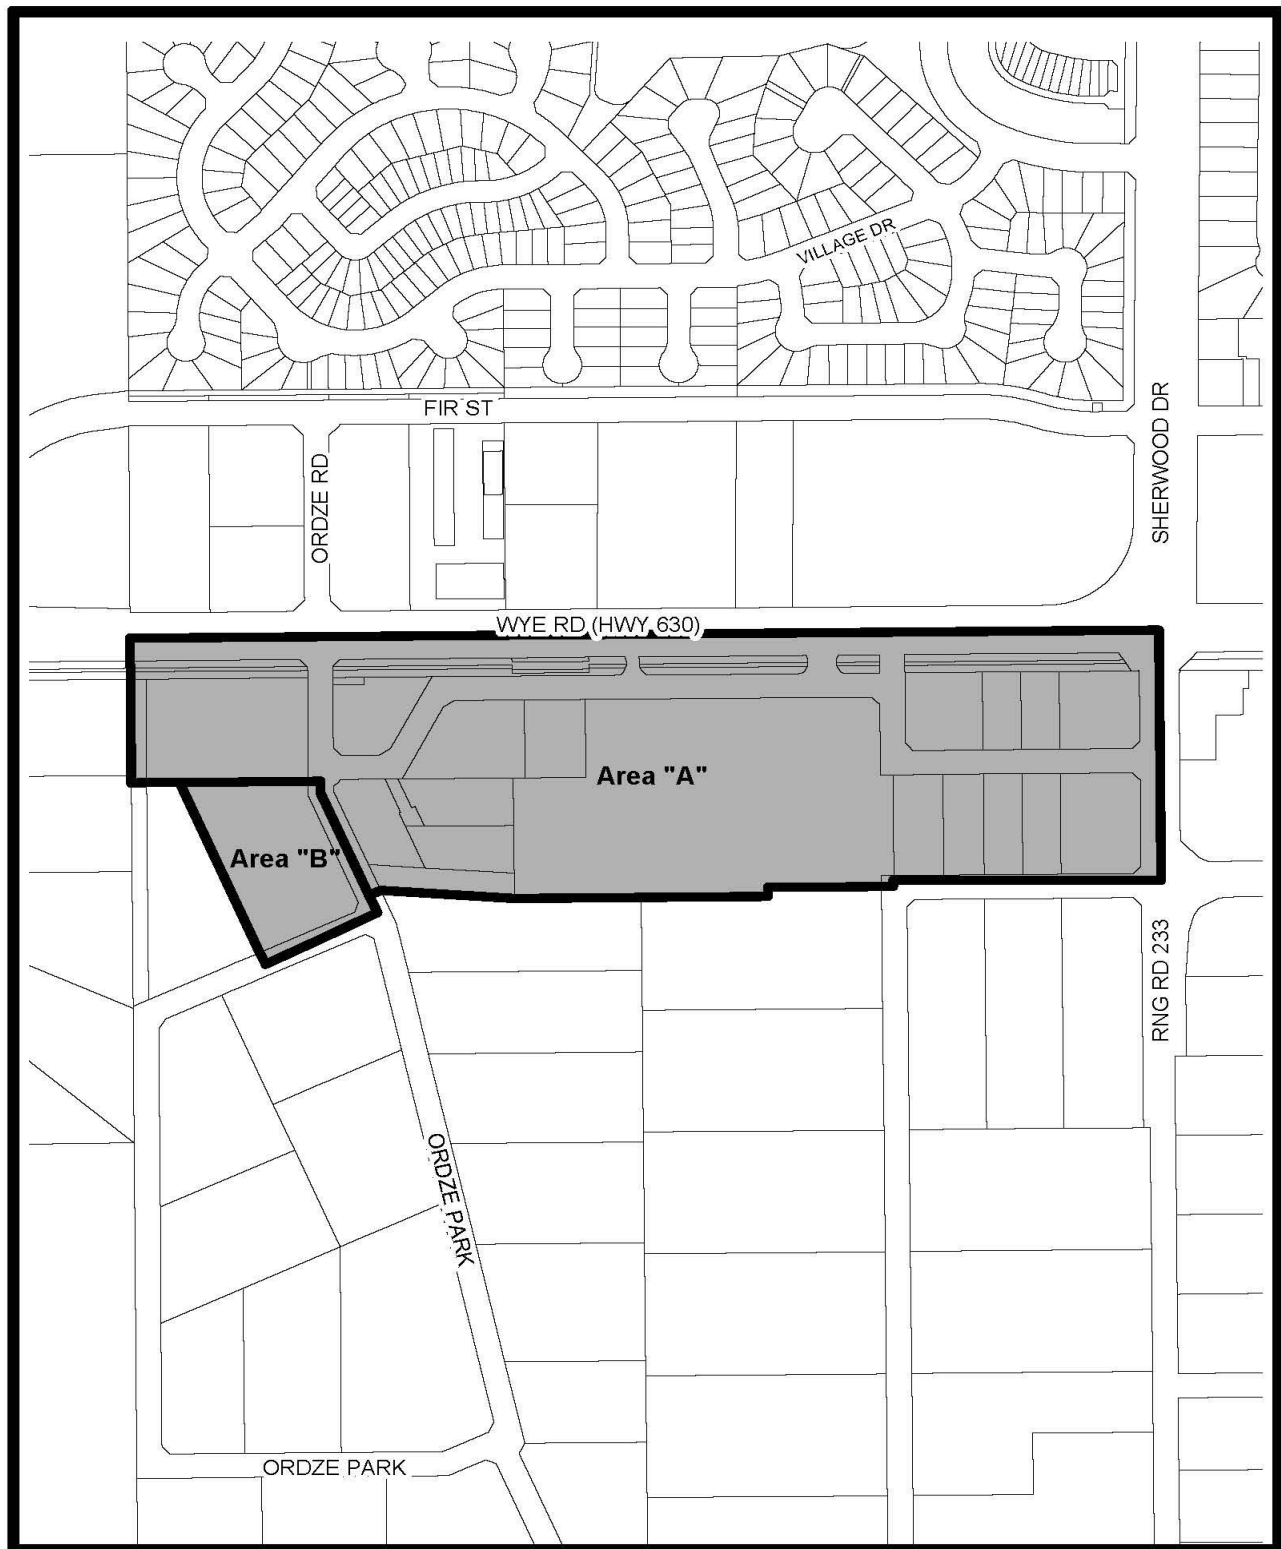 VILLAGE DR
FIR ST
ORDZE RD
SHERWOOD DR
WYE RD (HWY 630)
Area "A"
Area "B"
RNG RD 233
ORDZE PARK
ORDZE PARK